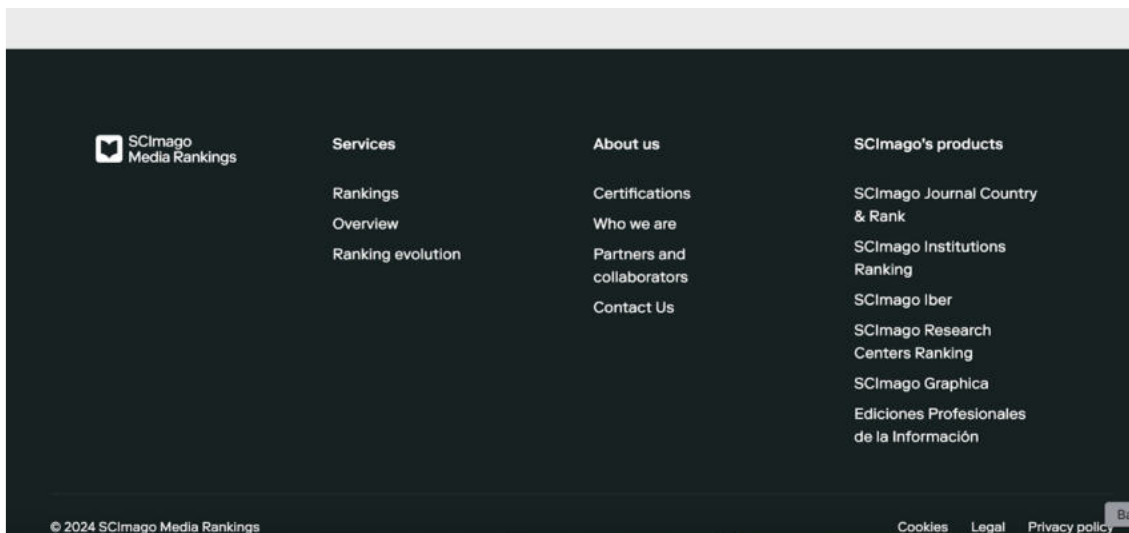 SCImago
Media Rankings
Services
Rankings
Overview
Ranking evolution
About us
Certifications
Who we are
Partners and
collaborators
Contact Us
SCImago's products
SCImago Journal Country
& Rank
SCImago Institutions
Ranking
SCImago Iber
SCImago Research
Centers Ranking
SCImago Graphica
Ediciones Profesionales
de la Información
© 2024 SCImago Media Rankings
Cookies Legal Privacy policy